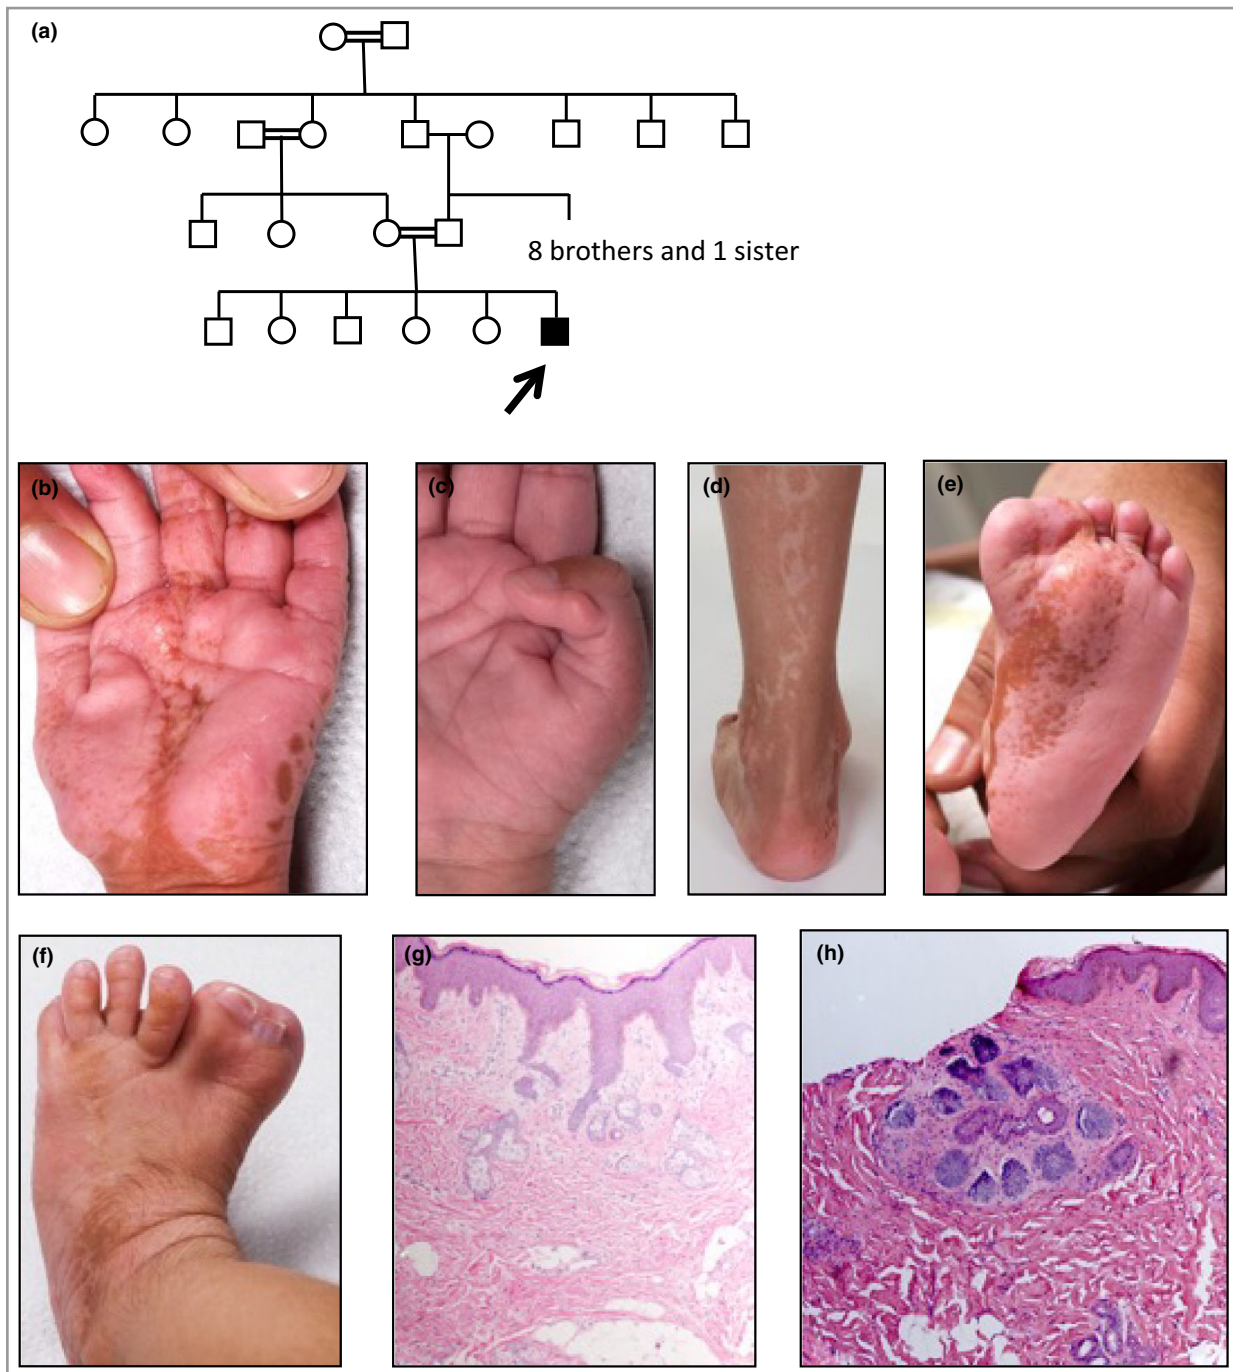 (a)
8 brothers and 1 sister
(b)
(c)
(d)
(e)
(f)
(g)
(h)